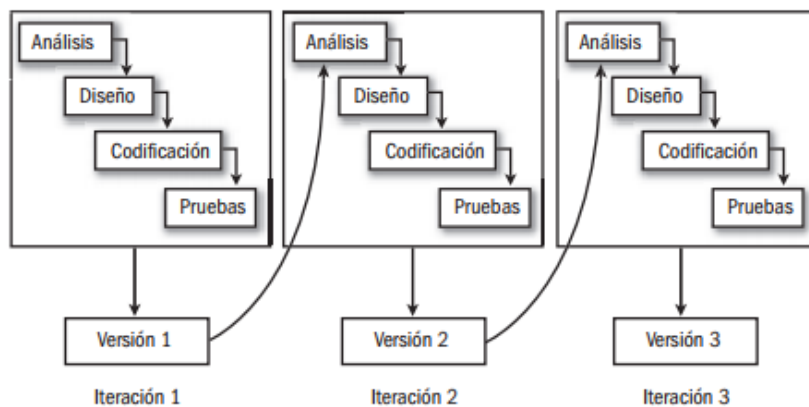 Análisis
Diseño
Codificación
Pruebas
Análisis
Diseño
Codificación
Pruebas
Análisis
Diseño
Codificación
Pruebas
Versión 1
Versión 2
Versión 3
Iteración 1
Iteración 2
Iteración 3